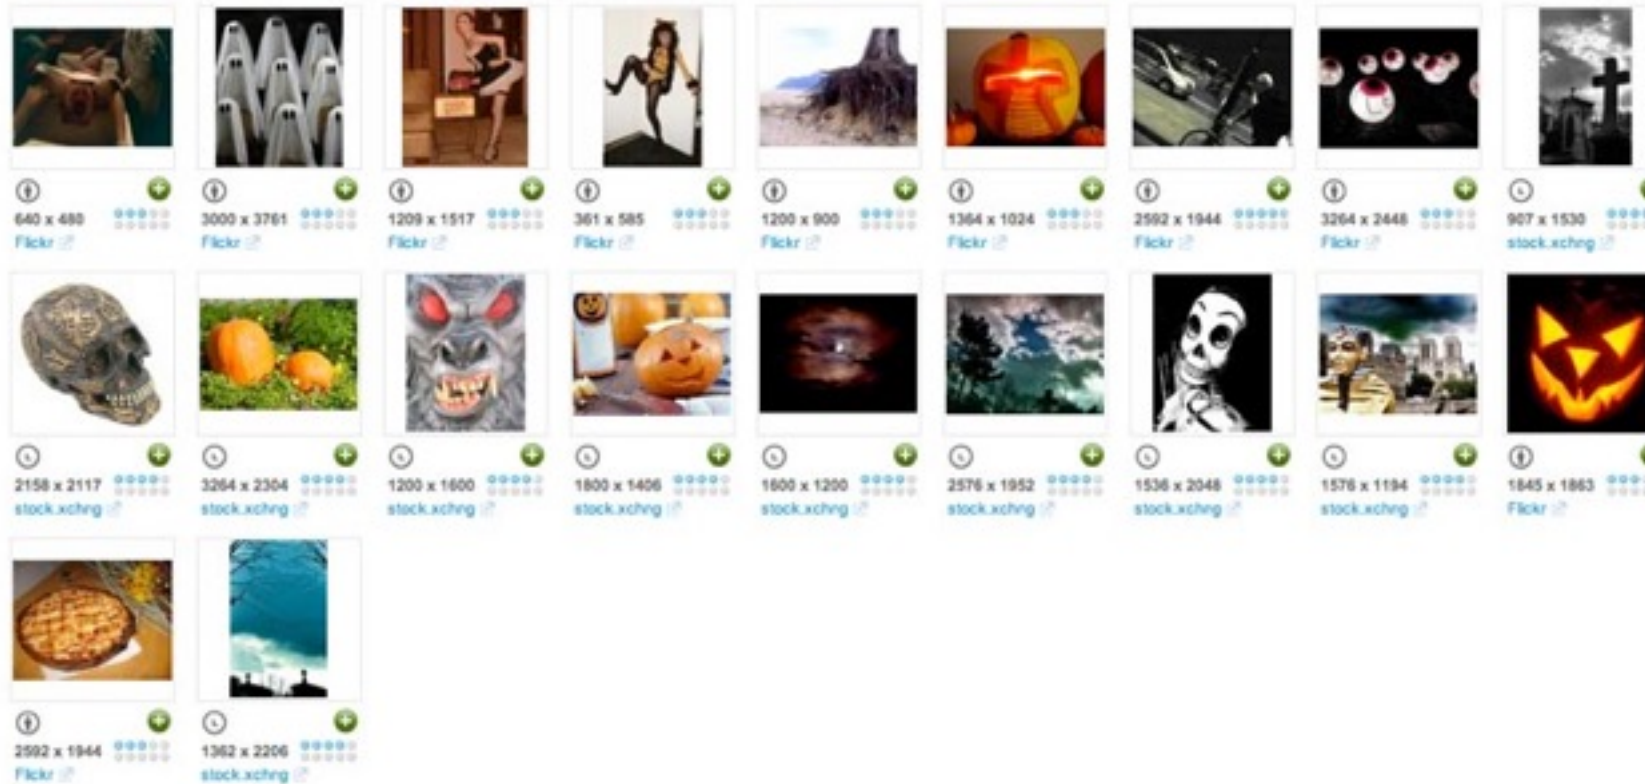 640 x 480
Flickr
3000 x 3761
Flickr
1209 x 1517
Flickr
361 x 585
Flickr
1200 x 900
Flickr
1364 x 1024
Flickr
2592 x 1944
Flickr
3264 x 2448
Flickr
907 x 1530
stock.xchng
2158 x 2117
stock.xchng
3264 x 2304
stock.xchng
1200 x 1600
stock.xchng
1800 x 1406
stock.xchng
1600 x 1200
stock.xchng
2576 x 1952
stock.xchng
1536 x 2048
stock.xchng
1576 x 1194
stock.xchng
1845 x 1863
Flickr
2592 x 1944
Flickr
1362 x 2206
stock.xchng